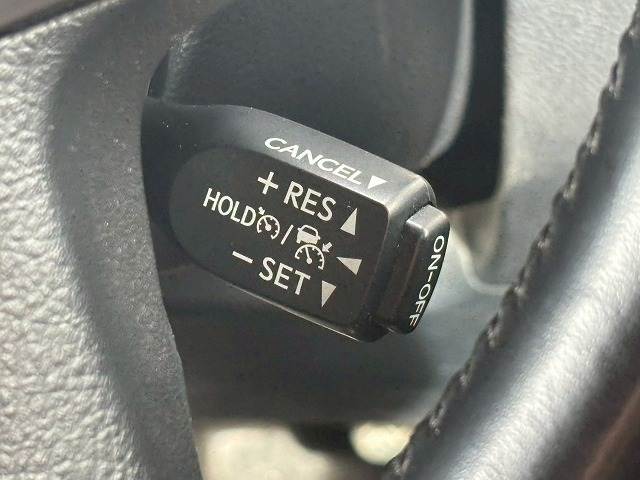 CANCEL▼
+ RES ▲
HOLD /
− SET ▼
ON-OFF